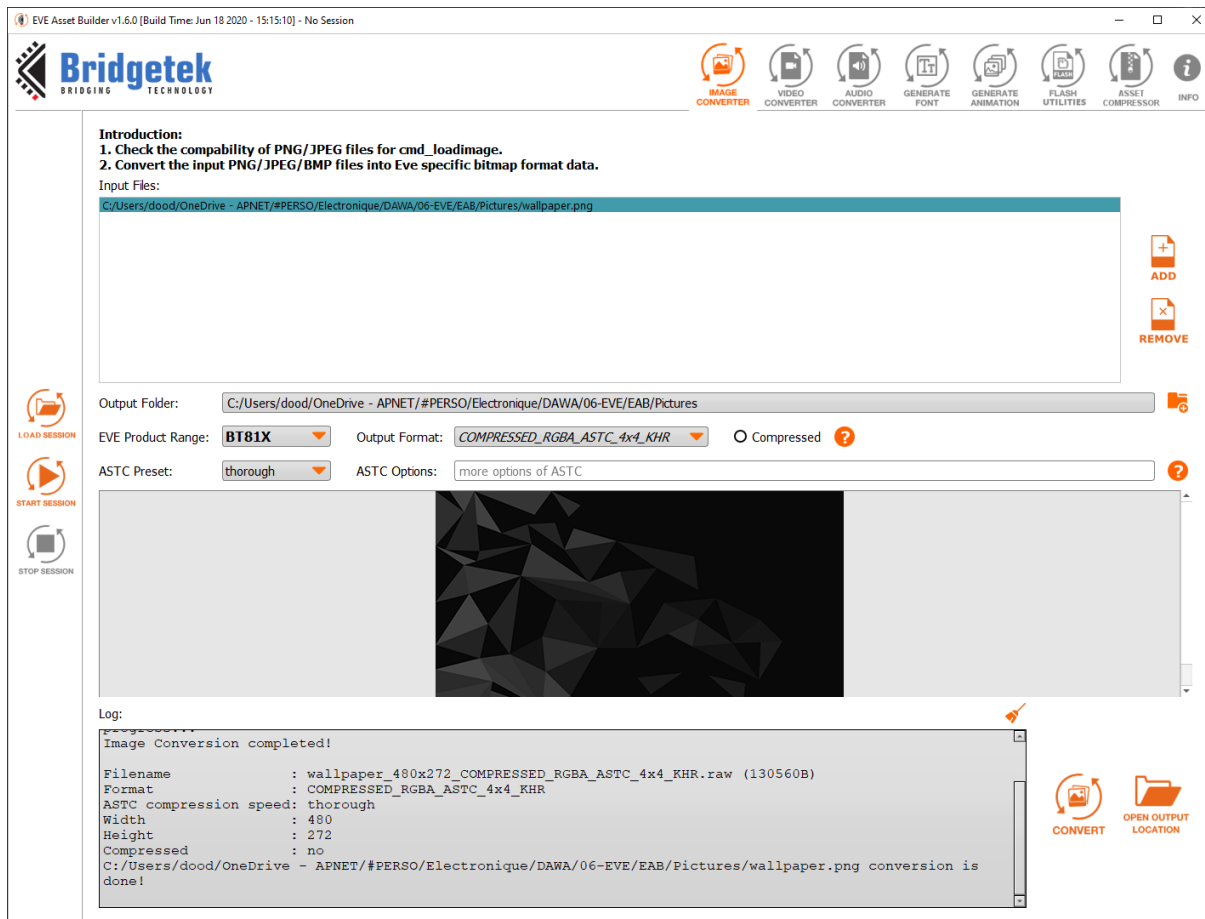 EVE Asset Builder v1.6.0 [Build Time: Jun 18 2020 - 15:15:10] - No Session
Bridgetek
BRIDGING TECHNOLOGY
IMAGE CONVERTER
VIDEO CONVERTER
AUDIO CONVERTER
GENERATE FONT
GENERATE ANIMATION
FLASH UTILITIES
ASSET COMPRESSOR
INFO
Introduction:
1. Check the compability of PNG/JPEG files for cmd_loadimage.
2. Convert the input PNG/JPEG/BMP files into Eve specific bitmap format data.
Input Files:
C:/Users/dood/OneDrive - APNET/#PERSO/Electronique/DAWA/06-EVE/EAB/Pictures/wallpaper.png
ADD
REMOVE
LOAD SESSION
START SESSION
STOP SESSION
Output Folder: C:/Users/dood/OneDrive - APNET/#PERSO/Electronique/DAWA/06-EVE/EAB/Pictures
EVE Product Range: BT81X Output Format: COMPRESSED_RGBA_ASTC_4x4_KHR Compressed ?
ASTC Preset: thorough ASTC Options: more options of ASTC ?
Log:
progress...
Image Conversion completed!
Filename : wallpaper_480x272_COMPRESSED_RGBA_ASTC_4x4_KHR.raw (130560B)
Format : COMPRESSED_RGBA_ASTC_4x4_KHR
ASTC compression speed: thorough
Width : 480
Height : 272
Compressed : no
C:/Users/dood/OneDrive - APNET/#PERSO/Electronique/DAWA/06-EVE/EAB/Pictures/wallpaper.png conversion is
done!
CONVERT
OPEN OUTPUT LOCATION